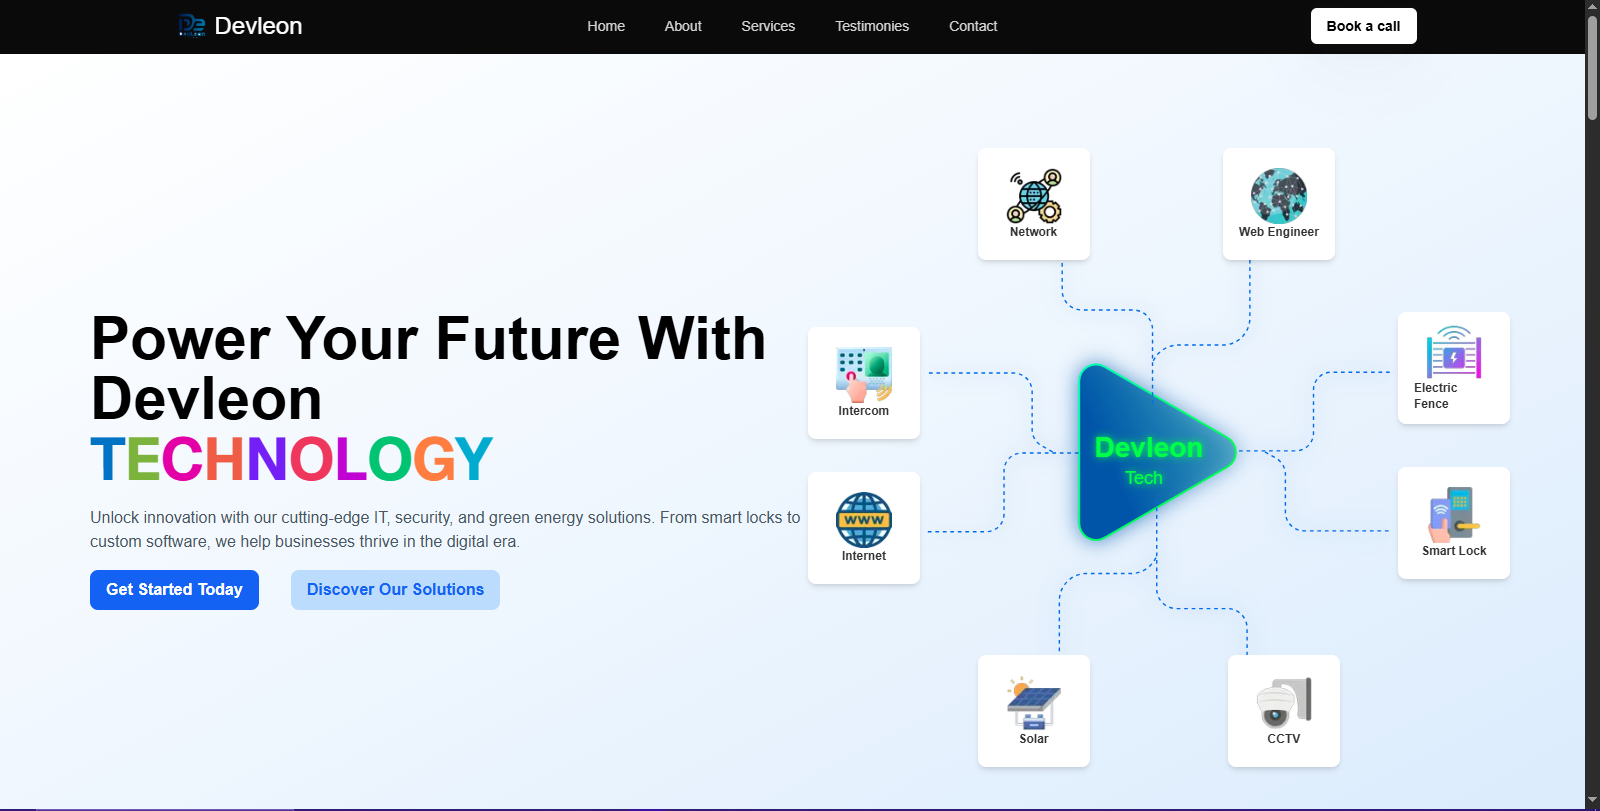 Devleon
Home
About
Services
Testimonies
Contact
Book a call
Power Your Future With
Devleon
TECHNOLOGY
Unlock innovation with our cutting-edge IT, security, and green energy solutions. From smart locks to
custom software, we help businesses thrive in the digital era.
Get Started Today
Discover Our Solutions
Network
Web Engineer
Intercom
Electric
Fence
Devleon
Tech
WWW
Internet
Smart Lock
Solar
CCTV